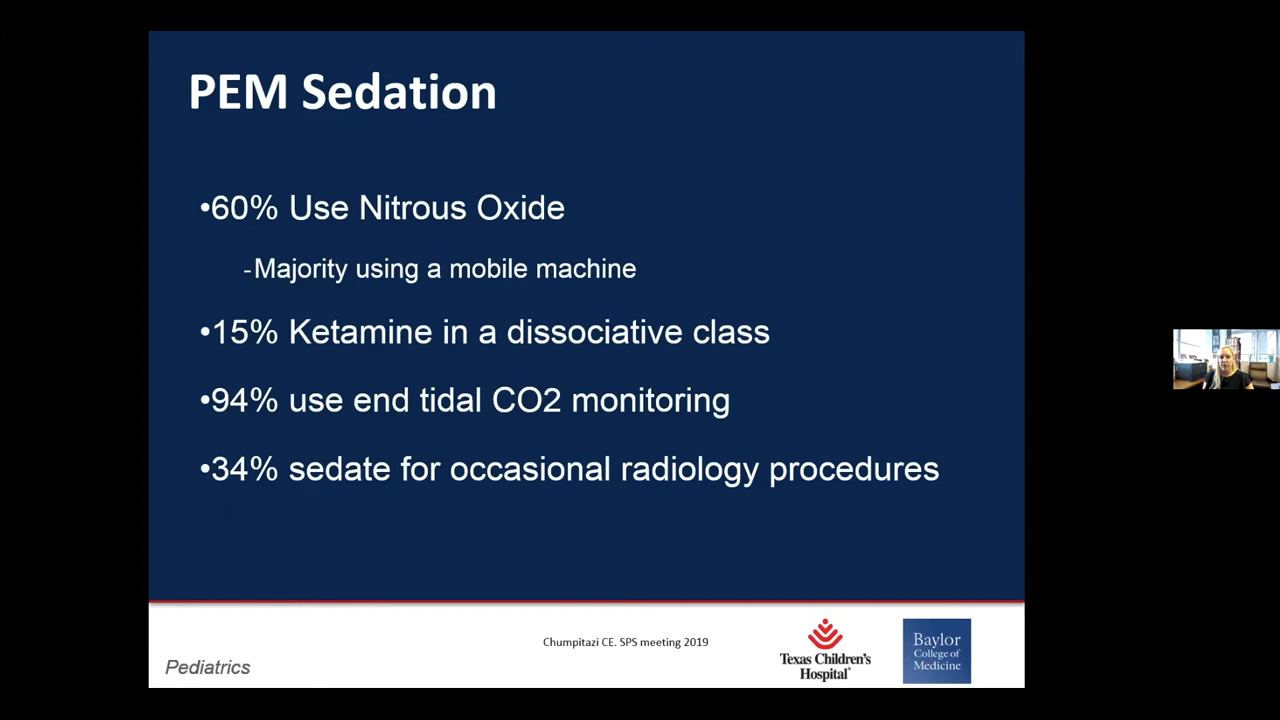 PEM Sedation
•60% Use Nitrous Oxide
-Majority using a mobile machine
•15% Ketamine in a dissociative class
•94% use end tidal CO2 monitoring
•34% sedate for occasional radiology procedures
Pediatrics
Chumpitazi CE. SPS meeting 2019
Texas Children's
Hospital®
Baylor
College of
Medicine